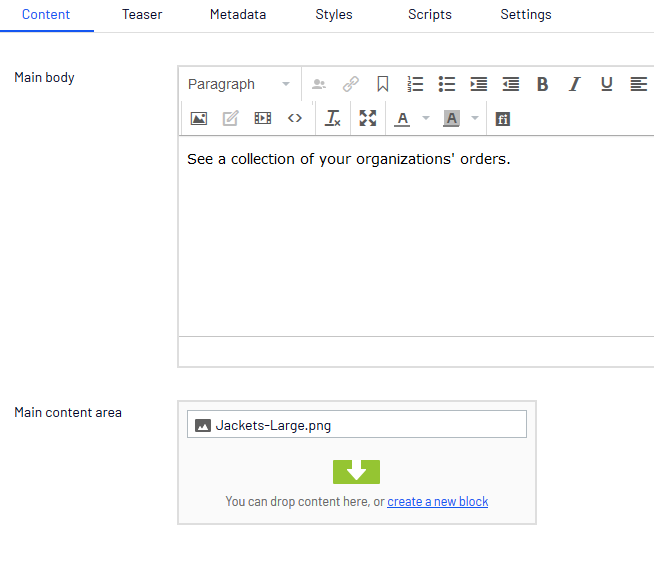 Content Teaser Metadata Styles Scripts Settings
Main body
Paragraph
See a collection of your organizations' orders.
Main content area
Jackets-Large.png
You can drop content here, or create a new block